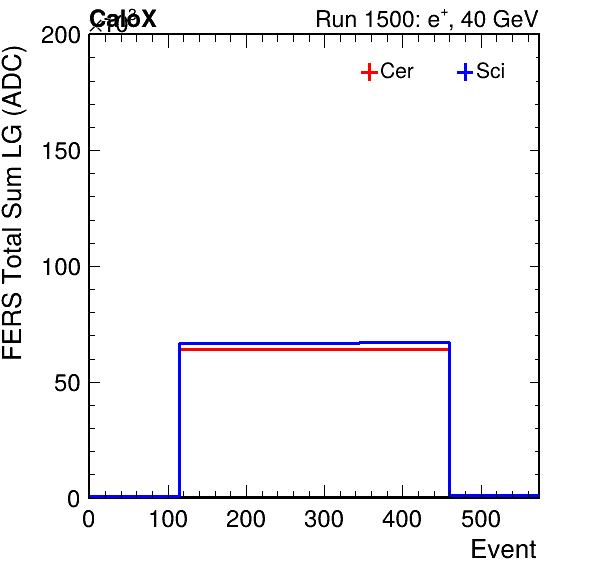 CaloX
×10³
Run 1500: e⁺, 40 GeV
FERS Total Sum LG (ADC)
Cer
Sci
200
150
100
50
0
0 100 200 300 400 500
Event